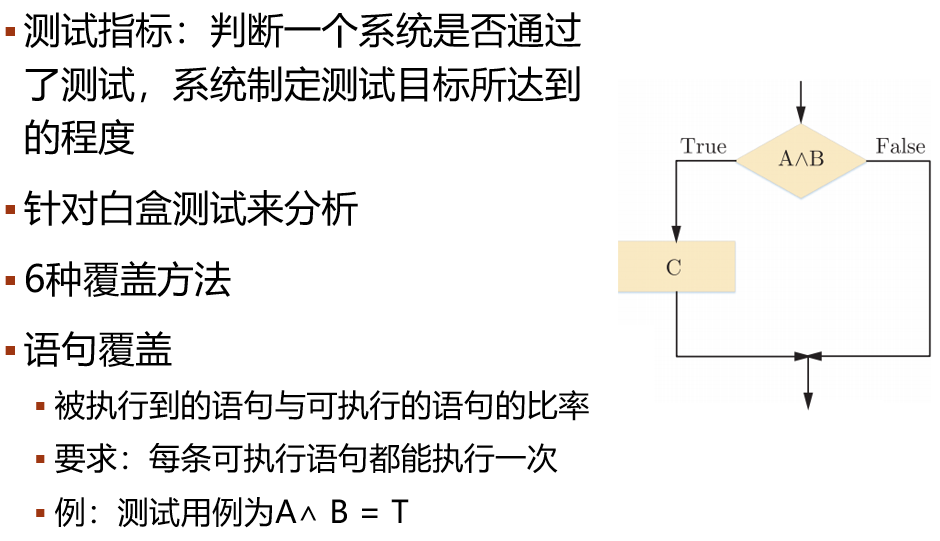 测试指标：判断一个系统是否通过
了测试，系统制定测试目标所达到
的程度
针对白盒测试来分析
6种覆盖方法
语句覆盖
被执行到的语句与可执行的语句的比率
要求：每条可执行语句都能执行一次
例：测试用例为A∧ B = T
True
A∧B
False
C